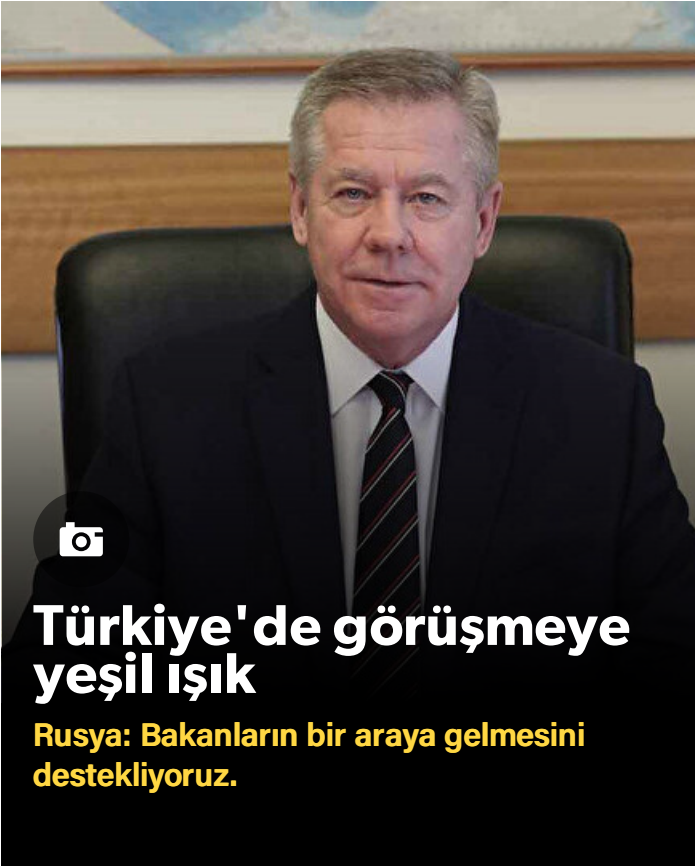 Türkiye'de görüşmeye
yeşil ışık
Rusya: Bakanların bir araya gelmesini
destekliyoruz.